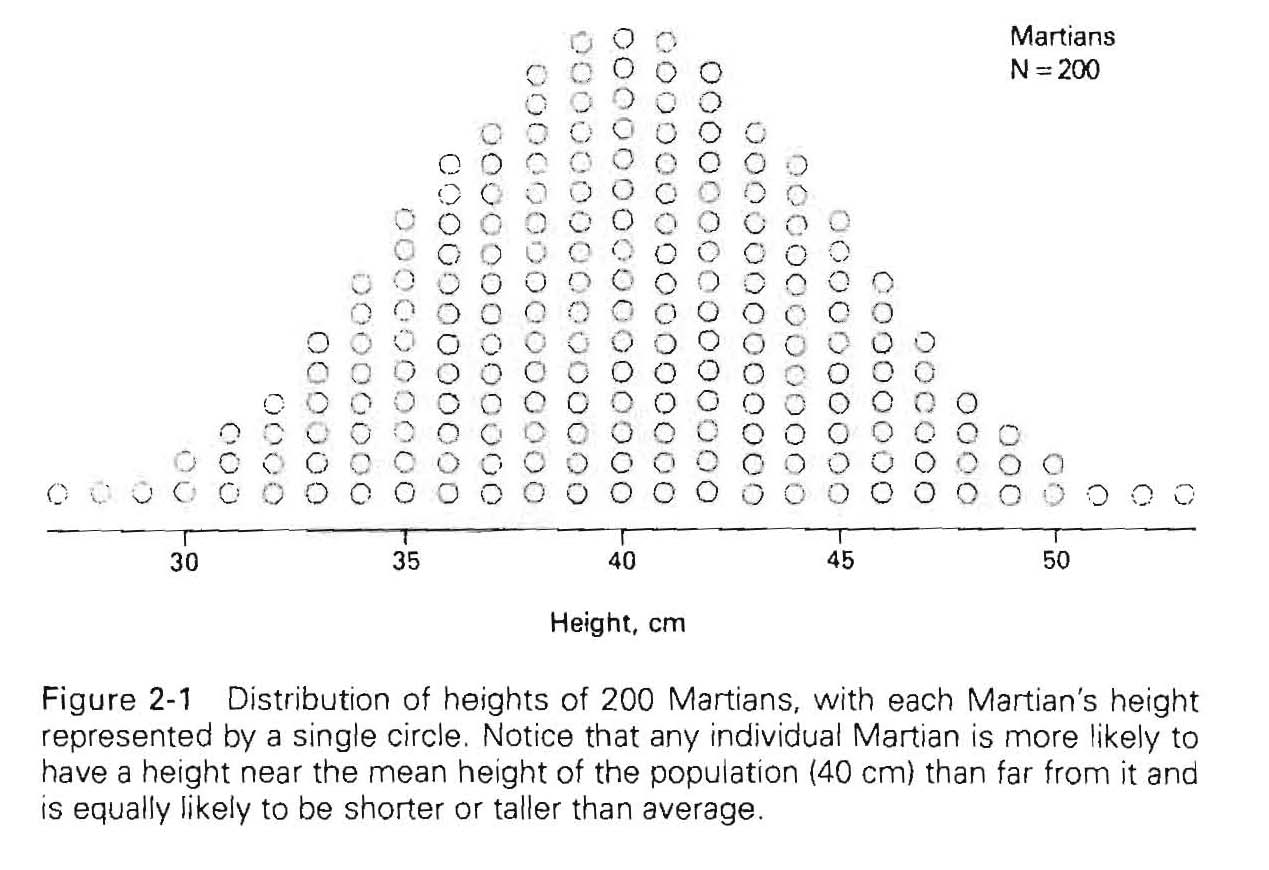 Martians
N = 200
30 35 40 45 50
Height, cm
Figure 2-1 Distribution of heights of 200 Martians, with each Martian's height
represented by a single circle. Notice that any individual Martian is more likely to
have a height near the mean height of the population (40 cm) than far from it and
is equally likely to be shorter or taller than average.